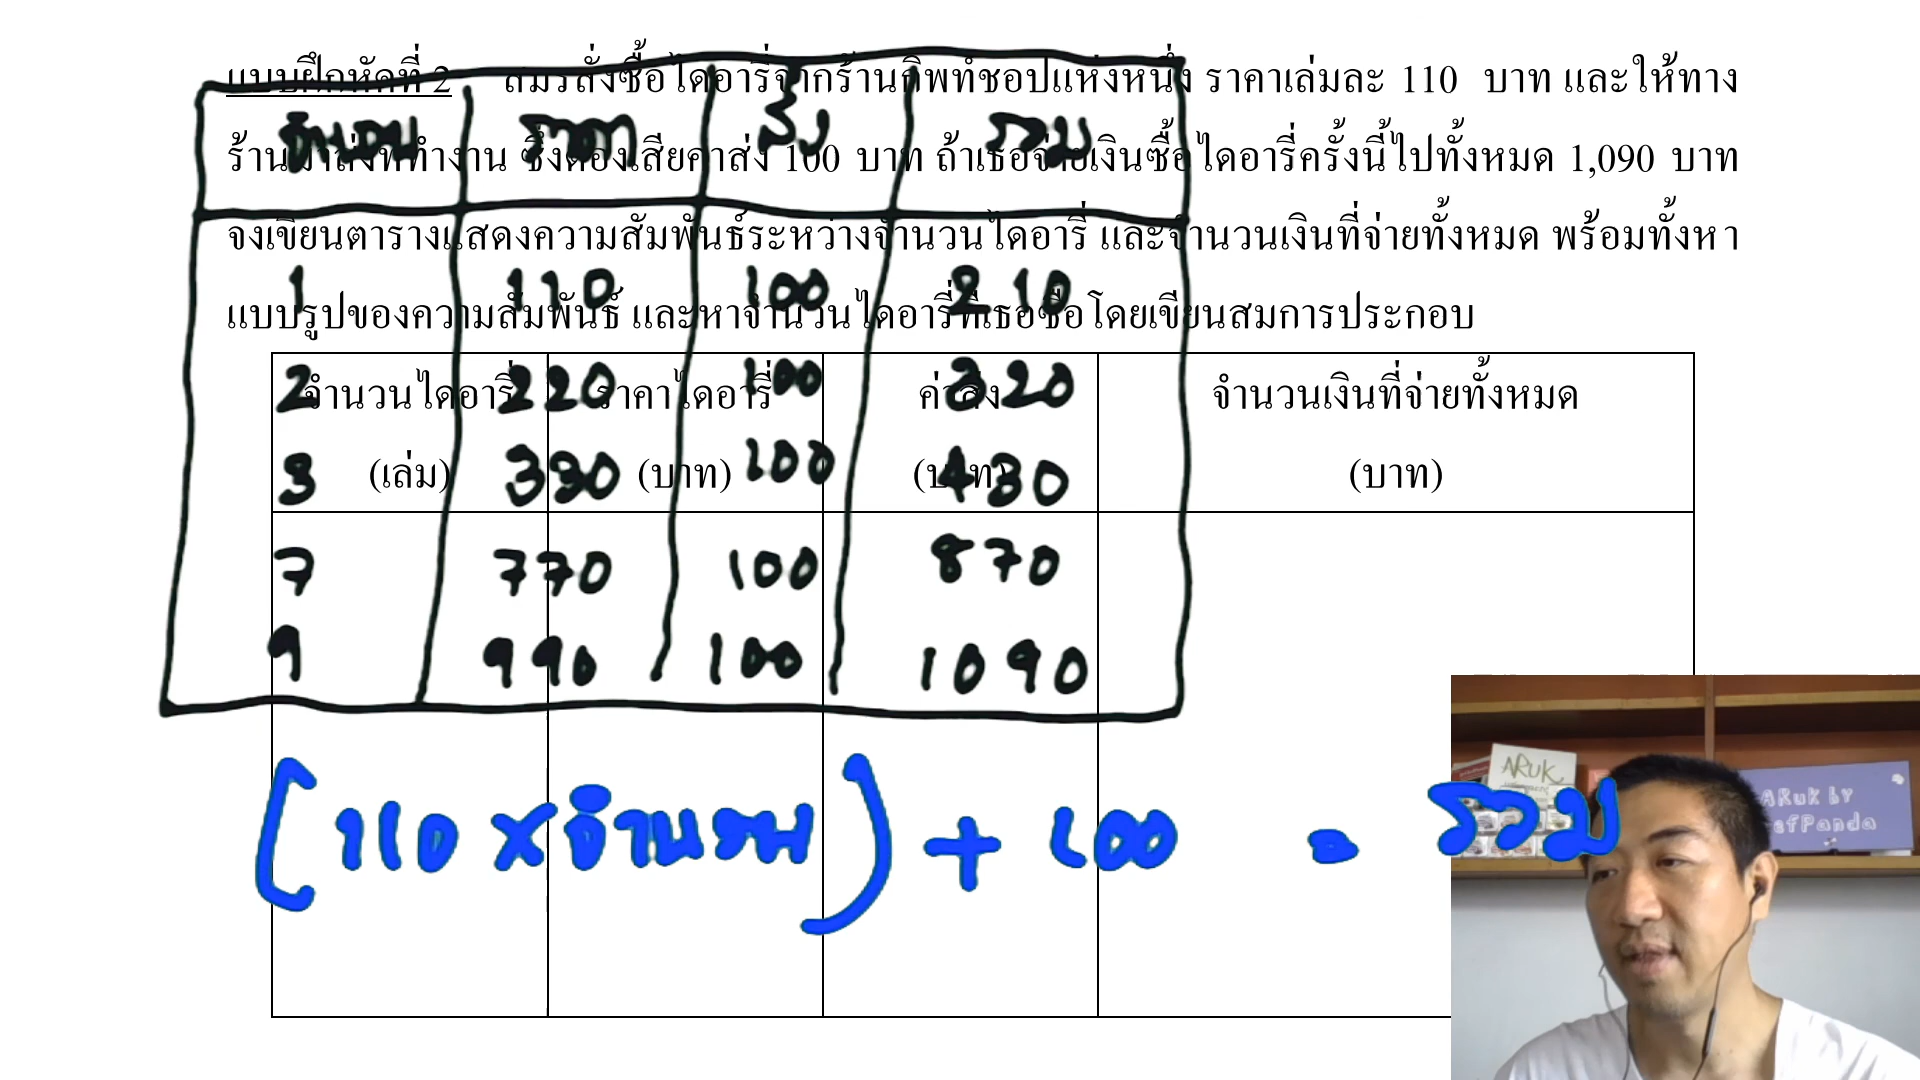 แบบฝึกหัดที่ 2 สมรสั่งซื้อไดอารี่จากร้านกิพท์ชอปแห่งหนึ่ง ราคาเล่มละ 110 บาท และให้ทาง
ร้านมาส่งที่ทำงาน ซึ่งต้องเสียค่าส่ง 100 บาท ถ้าเธอจ่ายเงินซื้อไดอารี่ครั้งนี้ไปทั้งหมด 1,090 บาท
จงเขียนตารางแสดงความสัมพันธ์ระหว่างจำนวนไดอารี่ และจำนวนเงินที่จ่ายทั้งหมด พร้อมทั้งหา
แบบรูปของความสัมพันธ์ และหาจำนวนไดอารี่ที่เธอซื้อโดยเขียนสมการประกอบ
จำนวนไดอารี่ ราคาไดอารี่ ค่าส่ง จำนวนเงินที่จ่ายทั้งหมด
(เล่ม) (บาท) (บาท) (บาท)
จำนวน ราคา ส่ง รวม
1 110 100 210
2 220 100 320
3 330 100 430
7 770 100 870
9 990 100 1090
(110 x จำนวน) + 100 = รวม
ARUK
ARuk by
efPanda